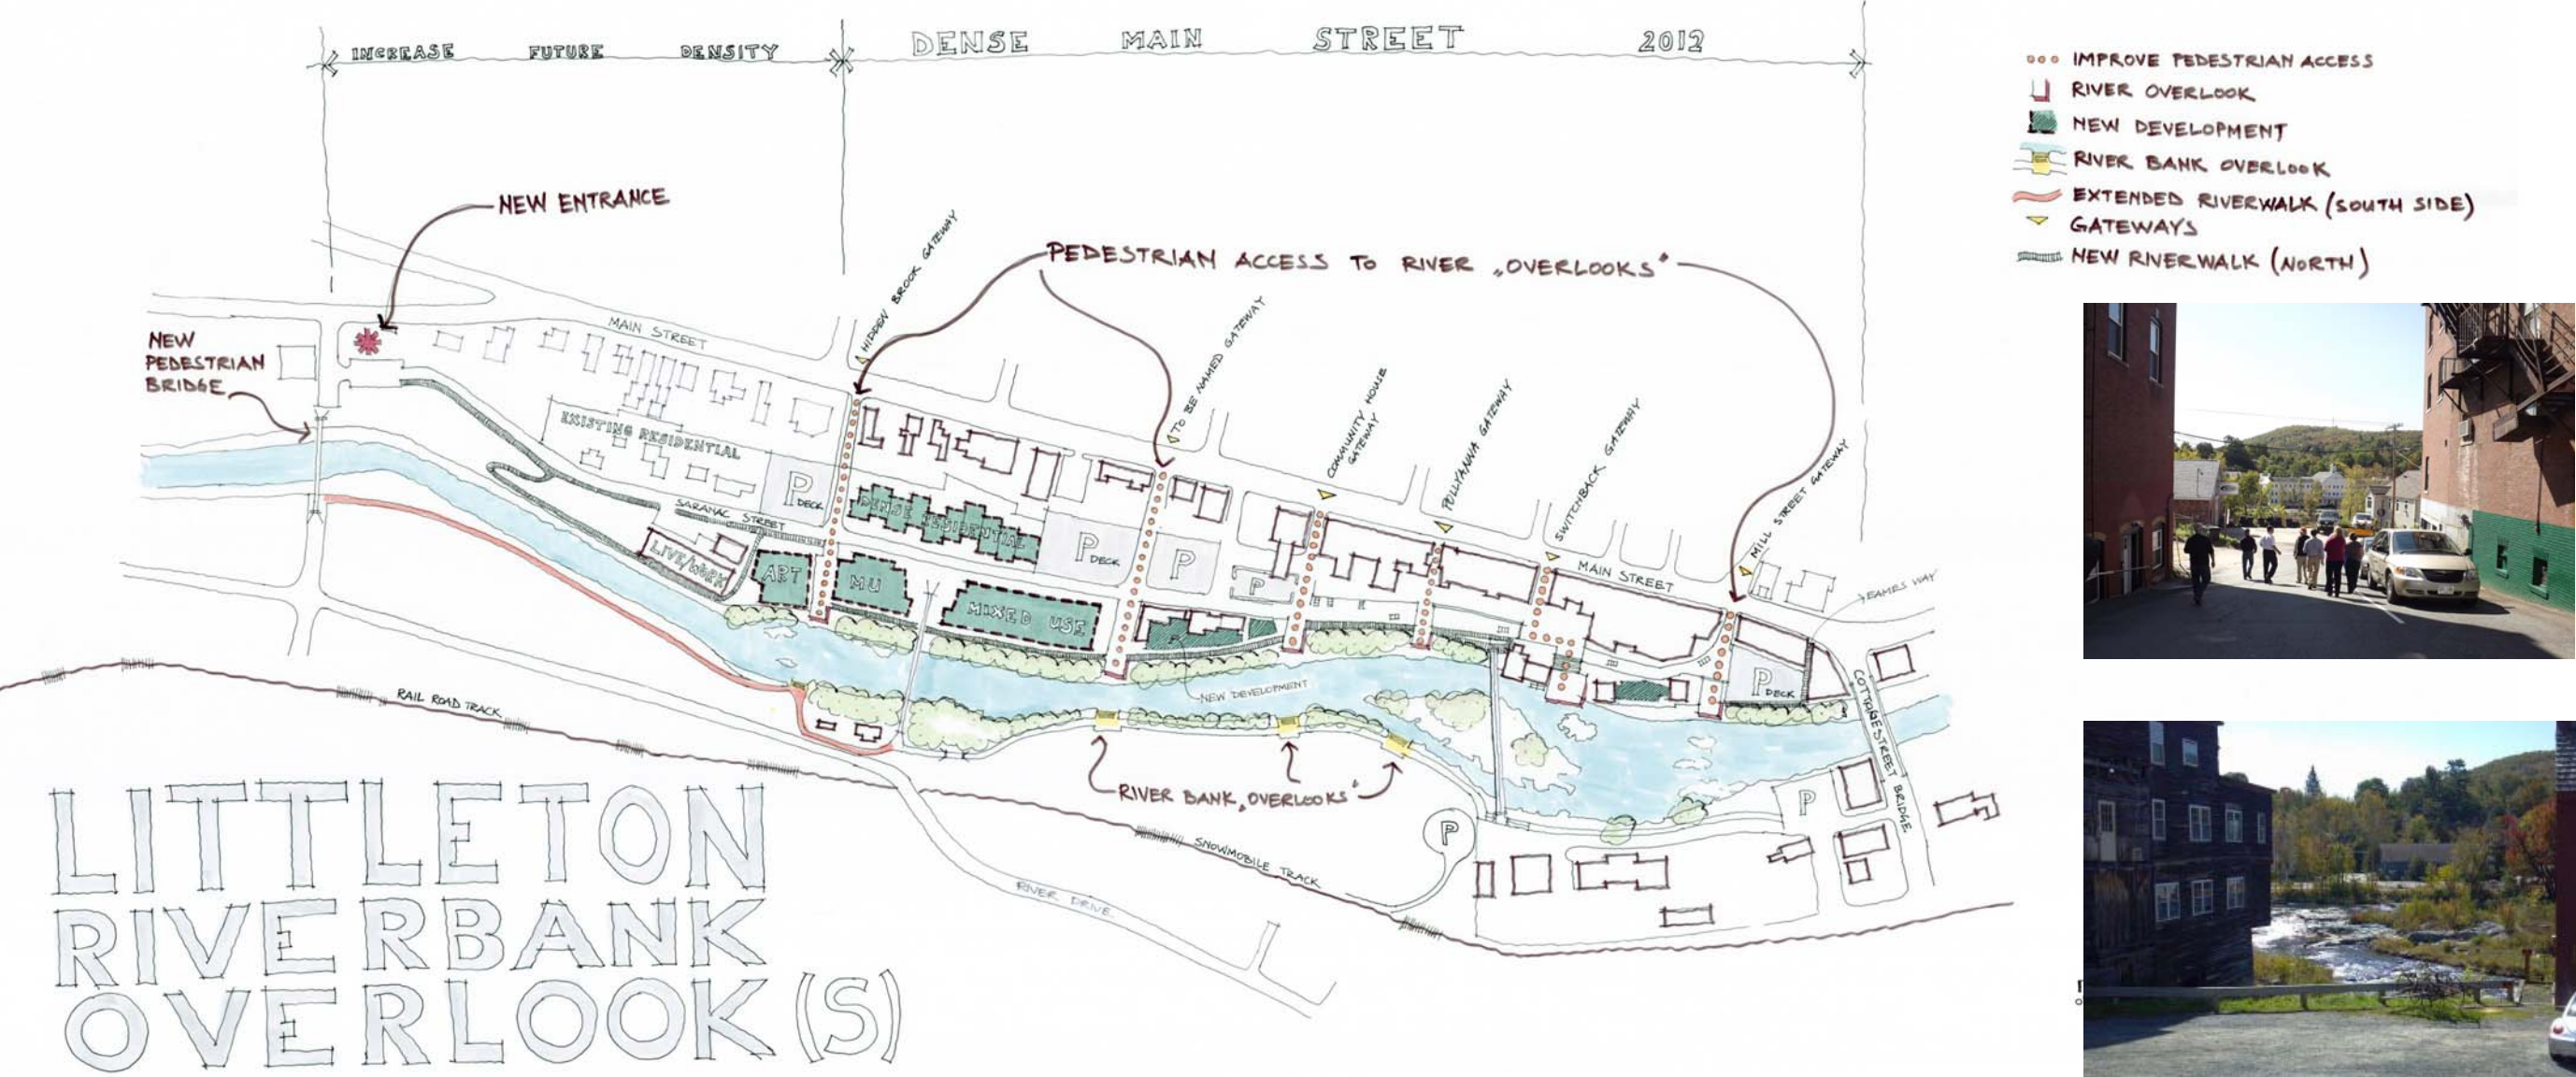 INCREASE FUTURE DENSITY
DENSE MAIN STREET 2012
IMPROVE PEDESTRIAN ACCESS
RIVER OVERLOOK
NEW DEVELOPMENT
RIVER BANK OVERLOOK
EXTENDED RIVERWALK (SOUTH SIDE)
GATEWAYS
NEW RIVERWALK (NORTH)
NEW ENTRANCE
NEW
PEDESTRIAN
BRIDGE
PEDESTRIAN ACCESS TO RIVER „OVERLOOKS"
HIDDEN BROOK GATEWAY
TO BE NAMED GATEWAY
COMMUNITY HOUSE
GATEWAY
POLLYANNA GATEWAY
SWITCHBACK GATEWAY
MILL STREET GATEWAY
MAIN STREET
EXISTING RESIDENTIAL
P DECK
SARANAC STREET
LIVE/WORK
DENSE RESIDENTIAL
P DECK
P
P
ART
MU
MIXED USE
MAIN STREET
EAMES WAY
P DECK
COTTAGE STREET BRIDGE
NEW DEVELOPMENT
RAIL ROAD TRACK
RIVER BANK „OVERLOOKS"
P
P
SNOWMOBILE TRACK
RIVER DRIVE
LITTLETON
RIVERBANK
OVERLOOK (S)